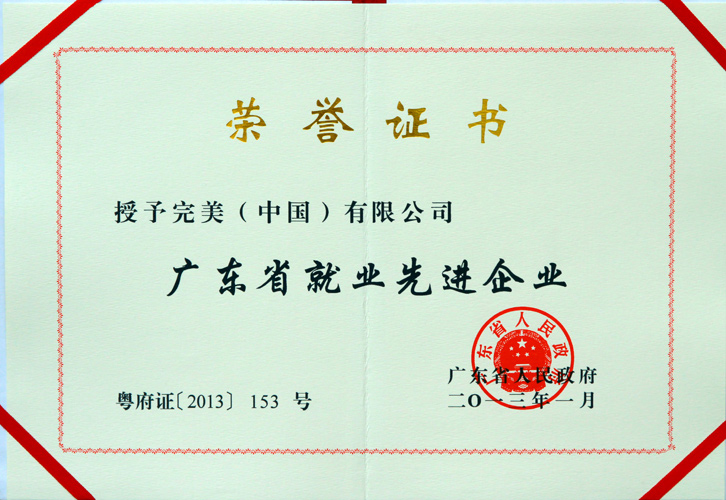 荣誉证书
授予完美（中国）有限公司
广东省就业先进企业
广东省人民政府
广东省人民政府
二O一三年一月
粤府证〔2013〕153 号